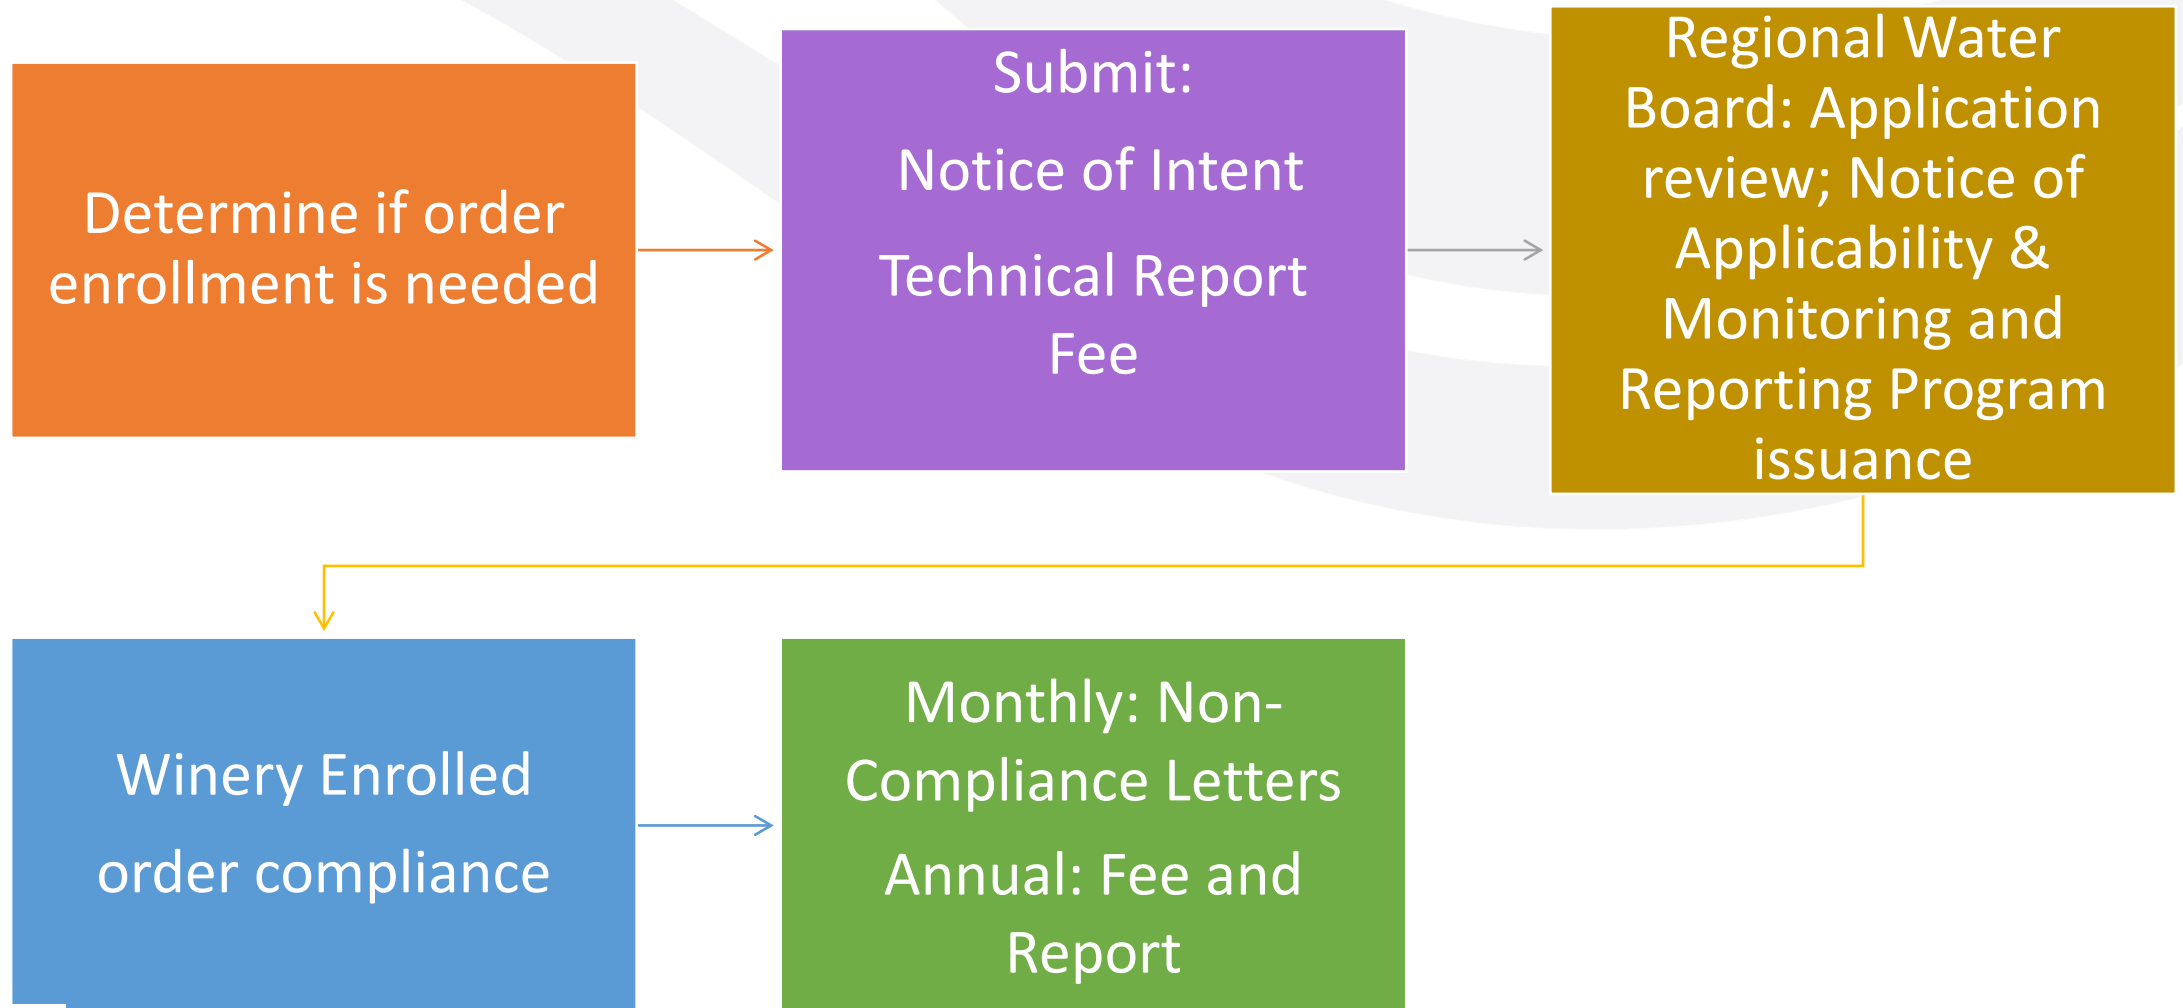 Determine if order
enrollment is needed
Submit:
Notice of Intent
Technical Report
Fee
Regional Water
Board: Application
review; Notice of
Applicability &
Monitoring and
Reporting Program
issuance
Winery Enrolled
order compliance
Monthly: Non-
Compliance Letters
Annual: Fee and
Report